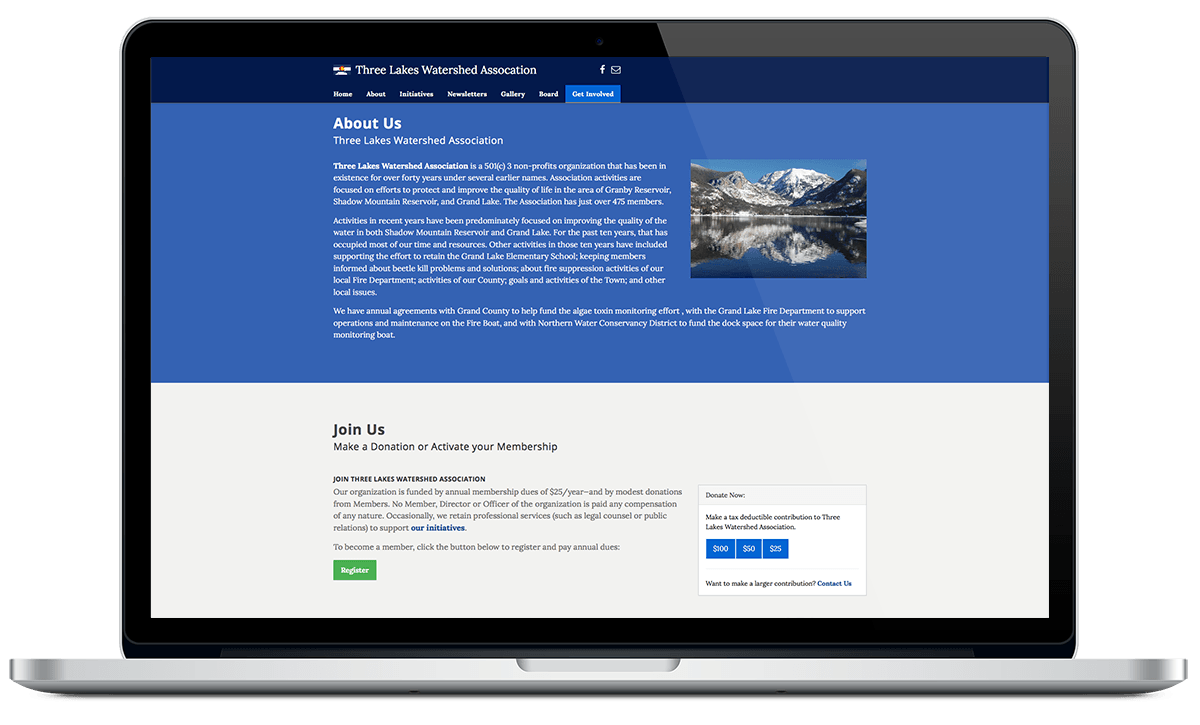 Three Lakes Watershed Assocation
Home About Initiatives Newsletters Gallery Board Get Involved
About Us
Three Lakes Watershed Association
Three Lakes Watershed Association is a 501(c) 3 non-profits organization that has been in
existence for over forty years under several earlier names. Association activities are
focused on efforts to protect and improve the quality of life in the area of Granby Reservoir,
Shadow Mountain Reservoir, and Grand Lake. The Association has just over 475 members.
Activities in recent years have been predominately focused on improving the quality of the
water in both Shadow Mountain Reservoir and Grand Lake. For the past ten years, that has
occupied most of our time and resources. Other activities in those ten years have included
supporting the effort to retain the Grand Lake Elementary School; keeping members
informed about beetle kill problems and solutions; about fire suppression activities of our
local Fire Department; activities of our County; goals and activities of the Town; and other
local issues.
We have annual agreements with Grand County to help fund the algae toxin monitoring effort , with the Grand Lake Fire Department to support
operations and maintenance on the Fire Boat, and with Northern Water Conservancy District to fund the dock space for their water quality
monitoring boat.
Join Us
Make a Donation or Activate your Membership
JOIN THREE LAKES WATERSHED ASSOCIATION
Our organization is funded by annual membership dues of $25/year—and by modest donations
from Members. No Member, Director or Officer of the organization is paid any compensation
of any nature. Occasionally, we retain professional services (such as legal counsel or public
relations) to support our initiatives.
To become a member, click the button below to register and pay annual dues:
Register
Donate Now:
Make a tax deductible contribution to Three
Lakes Watershed Association.
$100 $50 $25
Want to make a larger contribution? Contact Us